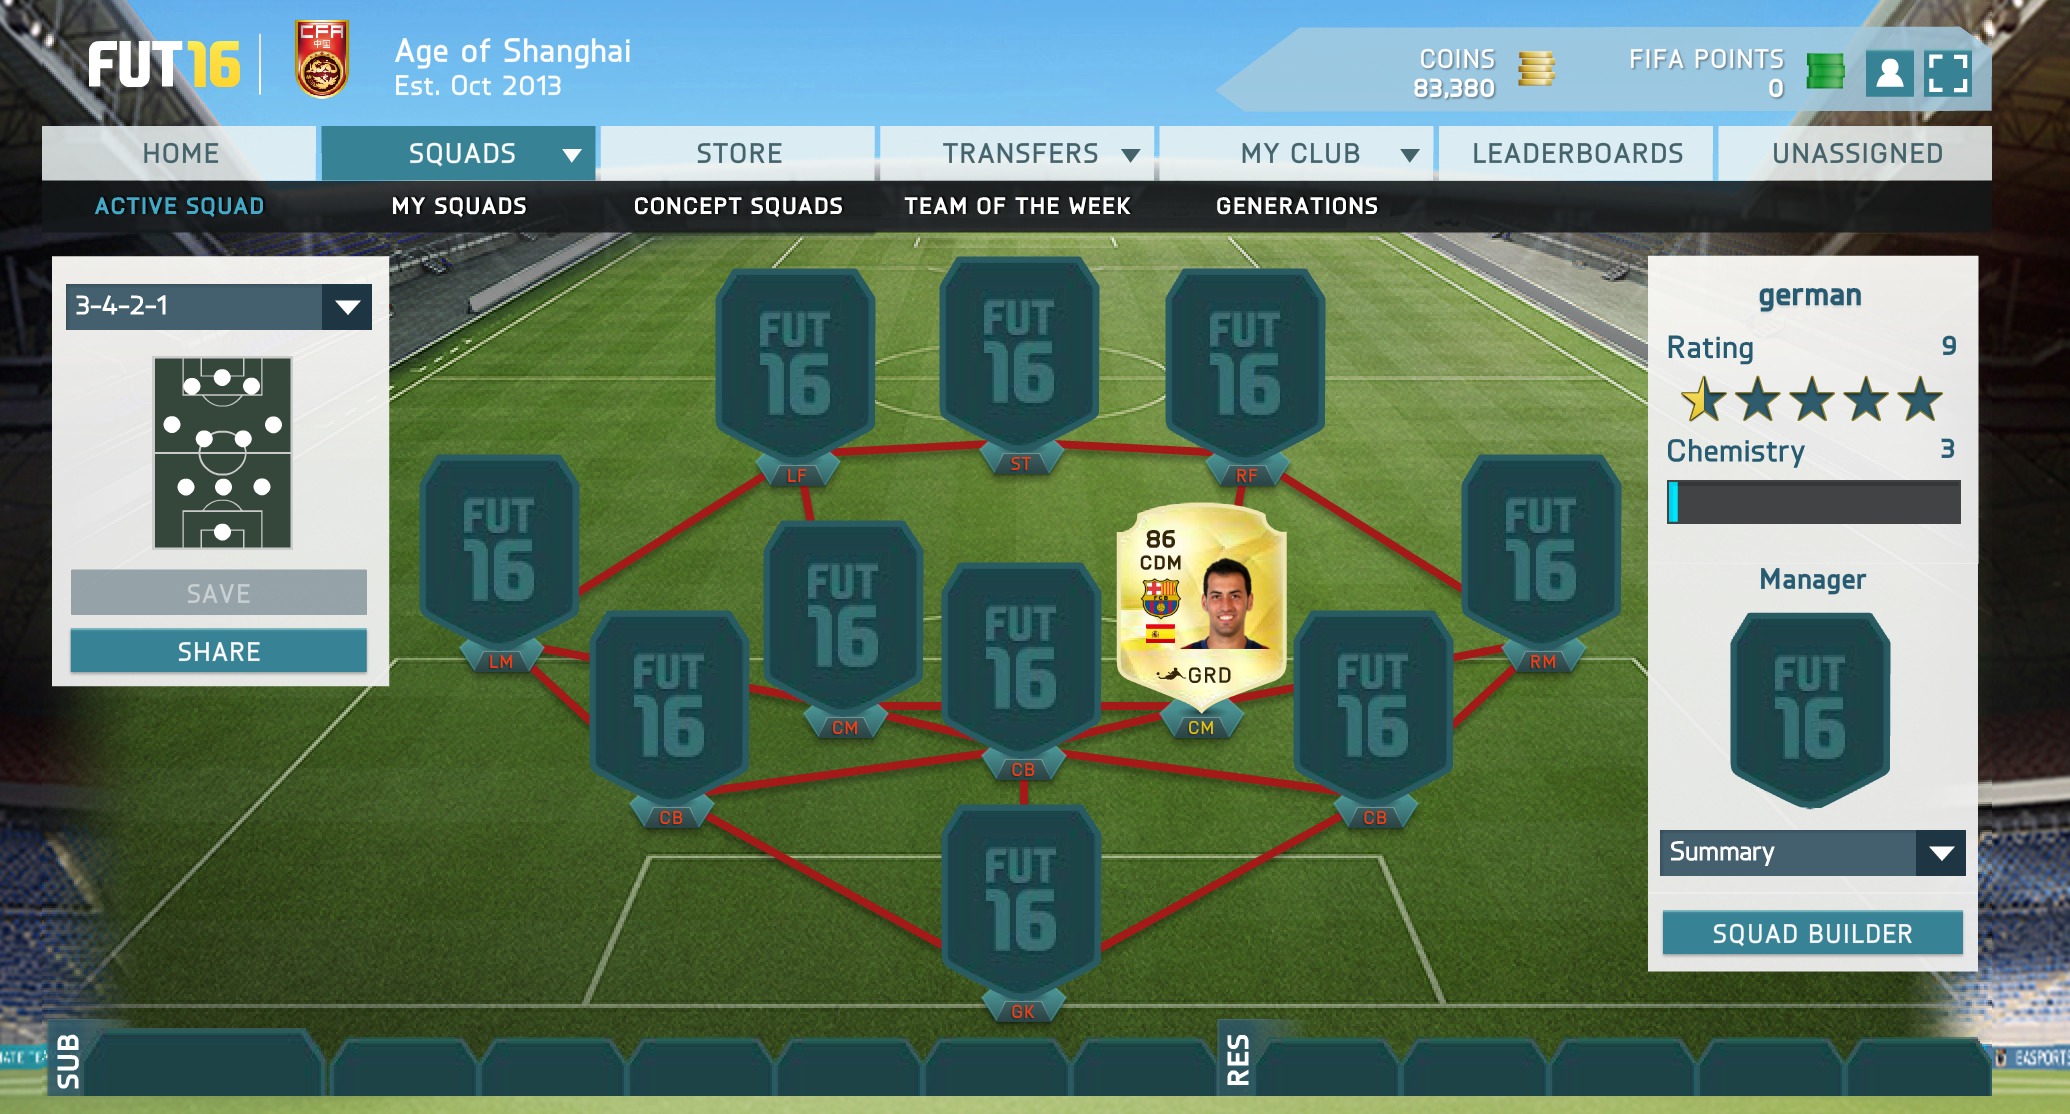 FUT16
CFA
中国
Age of Shanghai
Est. Oct 2013
COINS
83,380
FIFA POINTS
0
HOME
SQUADS
STORE
TRANSFERS
MY CLUB
LEADERBOARDS
UNASSIGNED
ACTIVE SQUAD
MY SQUADS
CONCEPT SQUADS
TEAM OF THE WEEK
GENERATIONS
3-4-2-1
SAVE
SHARE
FUT
16
LF
FUT
16
ST
FUT
16
RF
FUT
16
LM
FUT
16
CM
86
CDM
FCB
GRD
CM
FUT
16
RM
FUT
16
CB
FUT
16
CB
FUT
16
CB
FUT
16
GK
german
Rating 9
Chemistry 3
Manager
FUT
16
Summary
SQUAD BUILDER
SUB
RES
EASPORTS